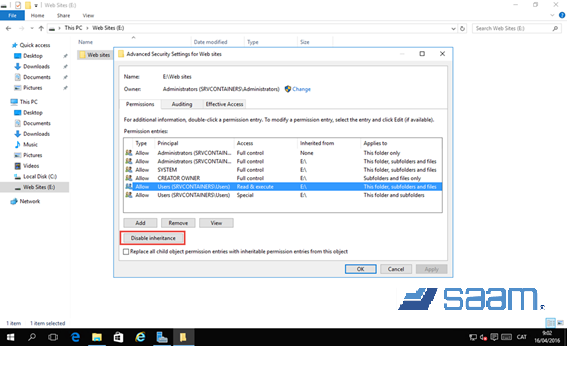 Web Sites (E:)
File Home Share View
This PC > Web Sites (E:)
Search Web Sites (E:)
Quick access
Desktop
Downloads
Documents
Pictures
This PC
Desktop
Documents
Downloads
Music
Pictures
Videos
Local Disk (C:)
Web Sites (E:)
Network
Name Date modified Type Size
Web sites
Advanced Security Settings for Web sites
Name: E:\Web sites
Owner: Administrators (SRVCONTAINERS\Administrators) Change
Permissions Auditing Effective Access
For additional information, double-click a permission entry. To modify a permission entry, select the entry and click Edit (if available).
Permission entries:
Type Principal Access Inherited from Applies to
Allow Administrators (SRVCONTAIN... Full control None This folder only
Allow Administrators (SRVCONTAIN... Full control E:\ This folder, subfolders and files
Allow SYSTEM Full control E:\ This folder, subfolders and files
Allow CREATOR OWNER Full control E:\ Subfolders and files only
Allow Users (SRVCONTAINERS\Users) Read & execute E:\ This folder, subfolders and files
Allow Users (SRVCONTAINERS\Users) Special E:\ This folder and subfolders
Add Remove View
Disable inheritance
Replace all child object permission entries with inheritable permission entries from this object
OK Cancel Apply
saam
1 item 1 item selected
CAT
9:02
16/04/2016